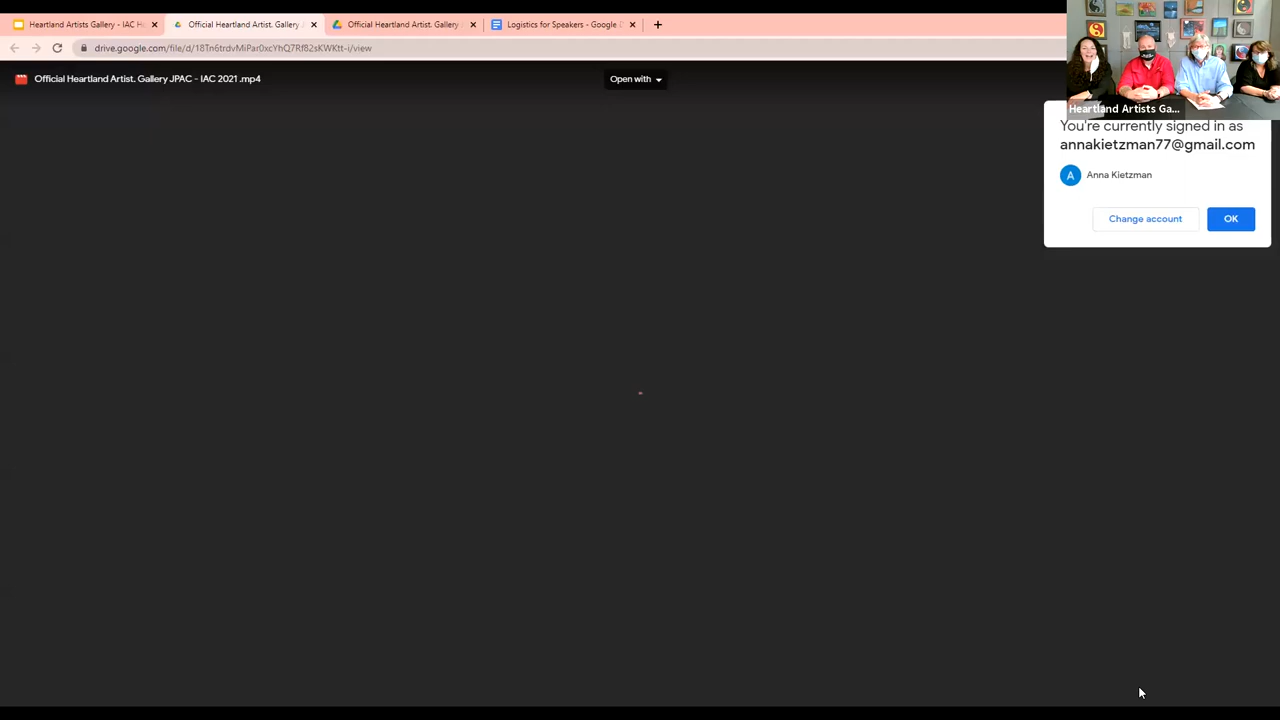 Heartland Artists Gallery - IAC H
Official Heartland Artist. Gallery J
Official Heartland Artist. Gallery
Logistics for Speakers - Google D
drive.google.com/file/d/18Tn6trdvMiPar0xcYhQ7Rf82sKWKtt-i/view
Official Heartland Artist. Gallery JPAC - IAC 2021 .mp4
Open with
Heartland Artists Ga...
You're currently signed in as
annakietzman77@gmail.com
A
Anna Kietzman
Change account
OK